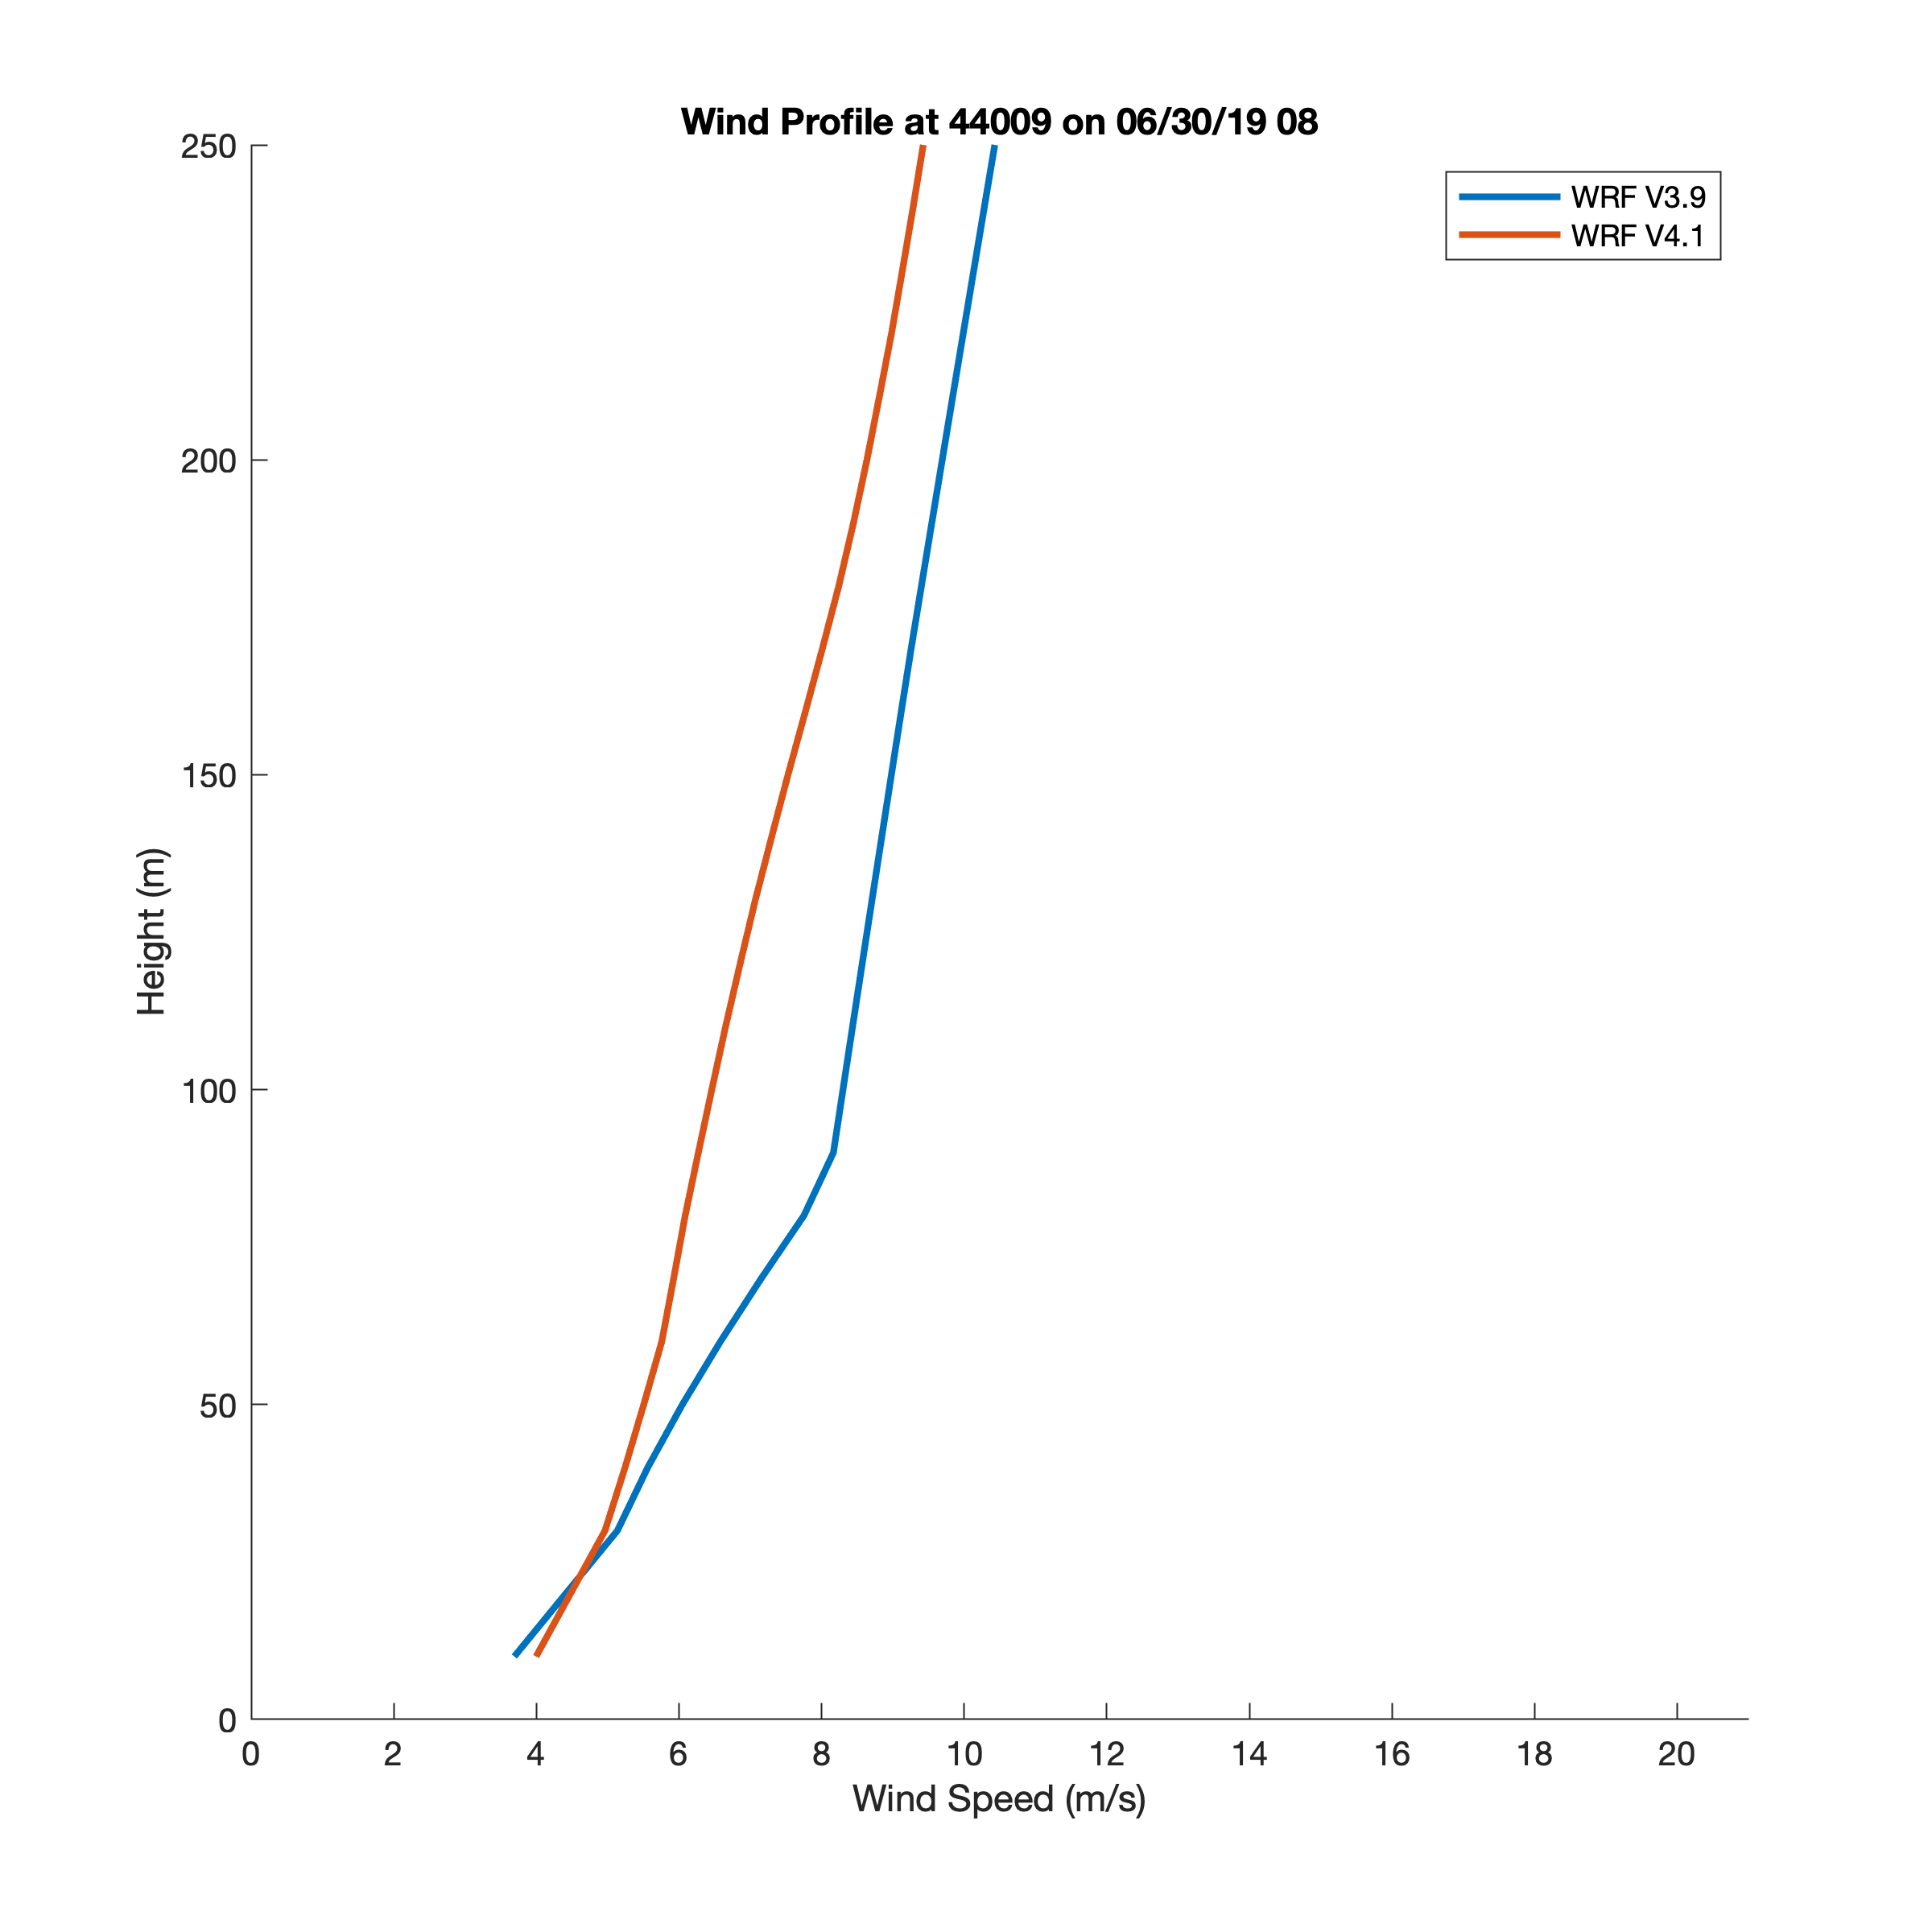 Wind Profile at 44009 on 06/30/19 08
WRF V3.9
WRF V4.1
250
200
150
100
50
0
Height (m)
0 2 4 6 8 10 12 14 16 18 20
Wind Speed (m/s)